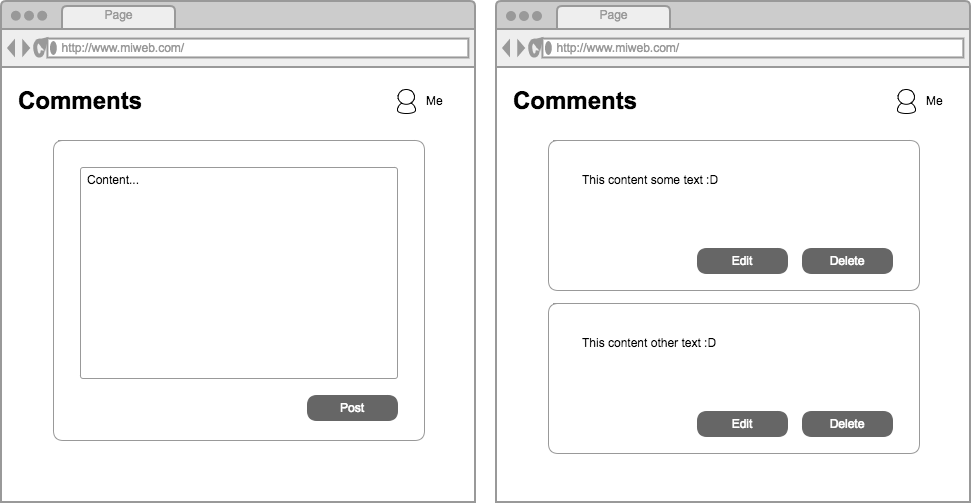 Page
http://www.miweb.com/
Comments
Me
Content...
Post
Page
http://www.miweb.com/
Comments
Me
This content some text :D
Edit
Delete
This content other text :D
Edit
Delete